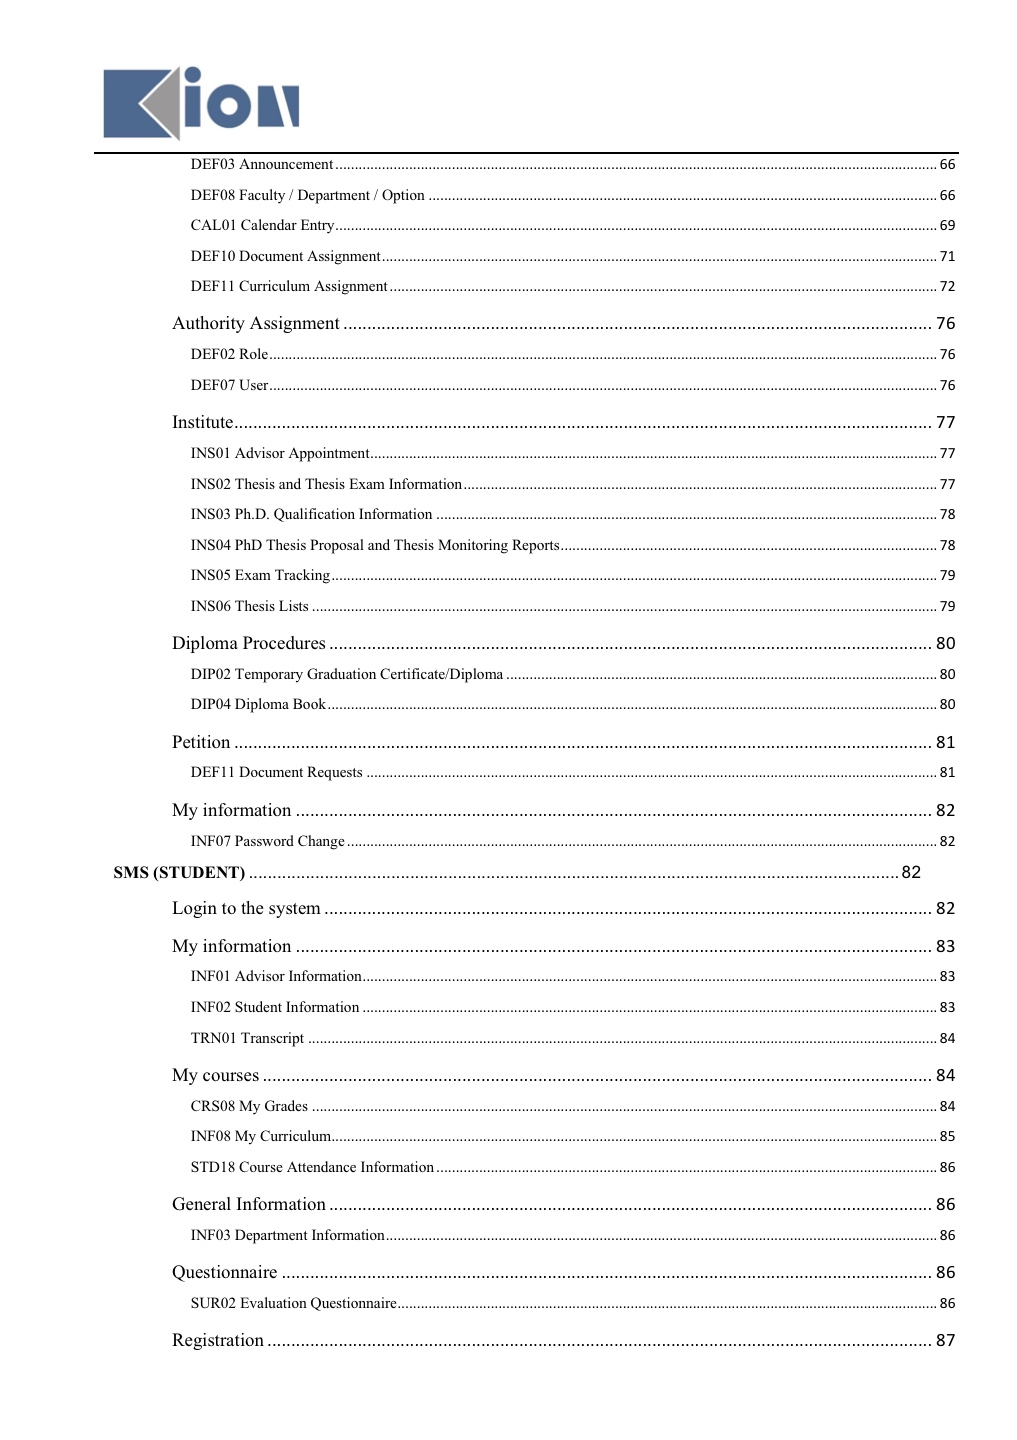 Kion
DEF03 Announcement 66
DEF08 Faculty / Department / Option 66
CAL01 Calendar Entry 69
DEF10 Document Assignment 71
DEF11 Curriculum Assignment 72
Authority Assignment 76
DEF02 Role 76
DEF07 User 76
Institute 77
INS01 Advisor Appointment 77
INS02 Thesis and Thesis Exam Information 77
INS03 Ph.D. Qualification Information 78
INS04 PhD Thesis Proposal and Thesis Monitoring Reports 78
INS05 Exam Tracking 79
INS06 Thesis Lists 79
Diploma Procedures 80
DIP02 Temporary Graduation Certificate/Diploma 80
DIP04 Diploma Book 80
Petition 81
DEF11 Document Requests 81
My information 82
INF07 Password Change 82
SMS (STUDENT) 82
Login to the system 82
My information 83
INF01 Advisor Information 83
INF02 Student Information 83
TRN01 Transcript 84
My courses 84
CRS08 My Grades 84
INF08 My Curriculum 85
STD18 Course Attendance Information 86
General Information 86
INF03 Department Information 86
Questionnaire 86
SUR02 Evaluation Questionnaire 86
Registration 87